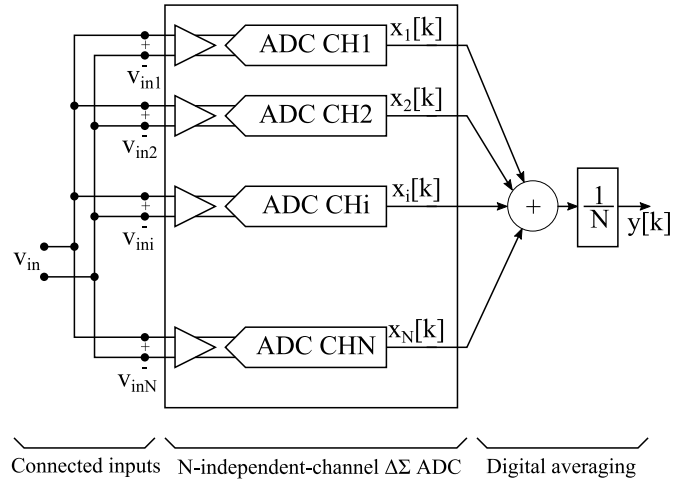 ADC CH1
x1[k]
+
-
vin1
ADC CH2
x2[k]
+
-
vin2
ADC CHi
xi[k]
+
-
vini
vin
+
1
N
y[k]
ADC CHN
xN[k]
+
-
vinN
Connected inputs
N-independent-channel ΔΣ ADC
Digital averaging